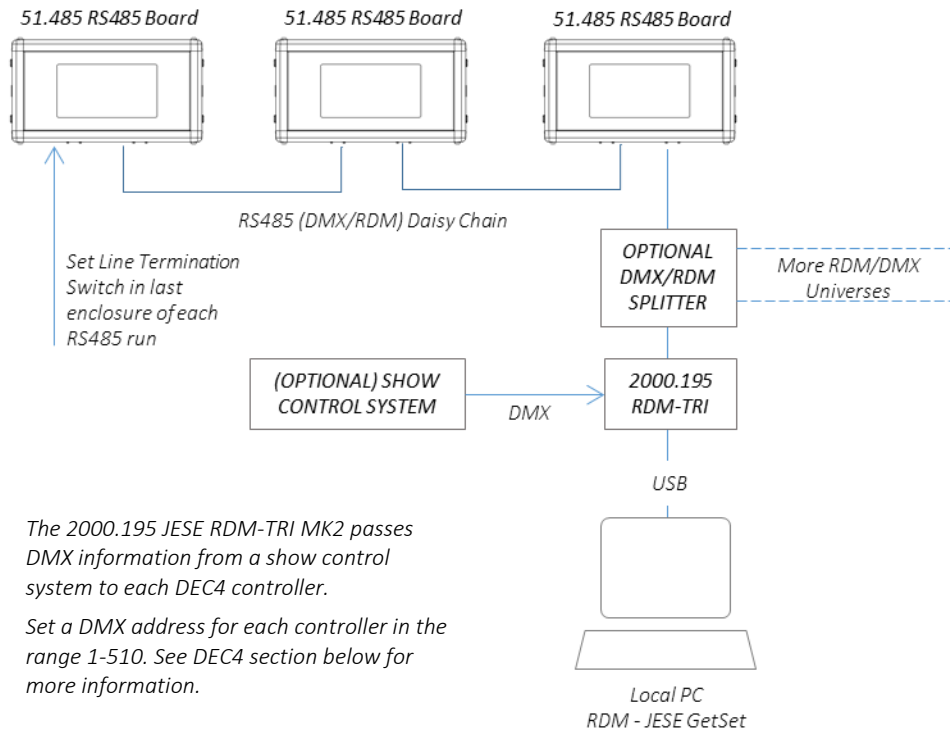 51.485 RS485 Board
51.485 RS485 Board
51.485 RS485 Board
RS485 (DMX/RDM) Daisy Chain
Set Line Termination
Switch in last
enclosure of each
RS485 run
OPTIONAL
DMX/RDM
SPLITTER
More RDM/DMX
Universes
(OPTIONAL) SHOW
CONTROL SYSTEM
DMX
2000.195
RDM-TRI
USB
The 2000.195 JESE RDM-TRI MK2 passes
DMX information from a show control
system to each DEC4 controller.
Set a DMX address for each controller in the
range 1-510. See DEC4 section below for
more information.
Local PC
RDM - JESE GetSet